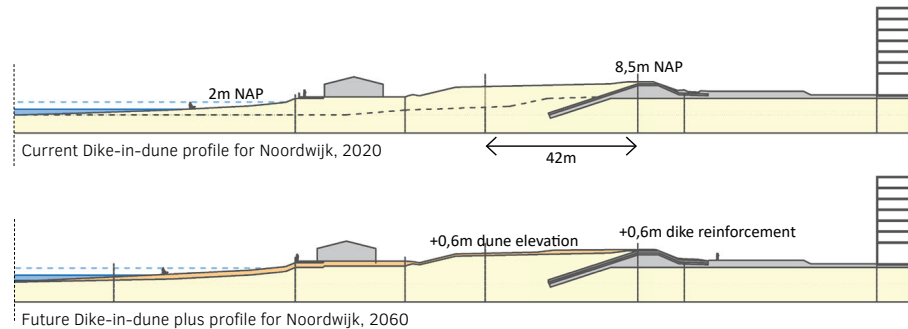 2m NAP
8,5m NAP
Current Dike-in-dune profile for Noordwijk, 2020
42m
+0,6m dune elevation
+0,6m dike reinforcement
Future Dike-in-dune plus profile for Noordwijk, 2060